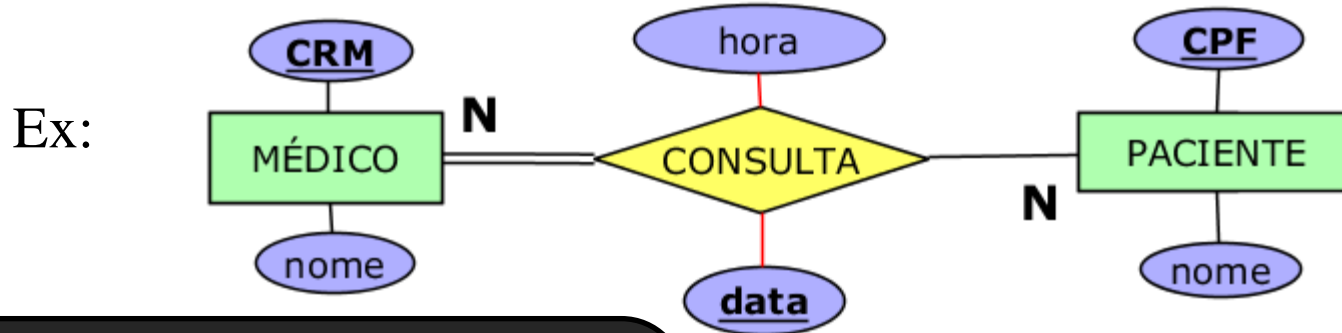 Ex:
CRM
hora
CPF
N
MÉDICO
CONSULTA
PACIENTE
N
nome
data
nome